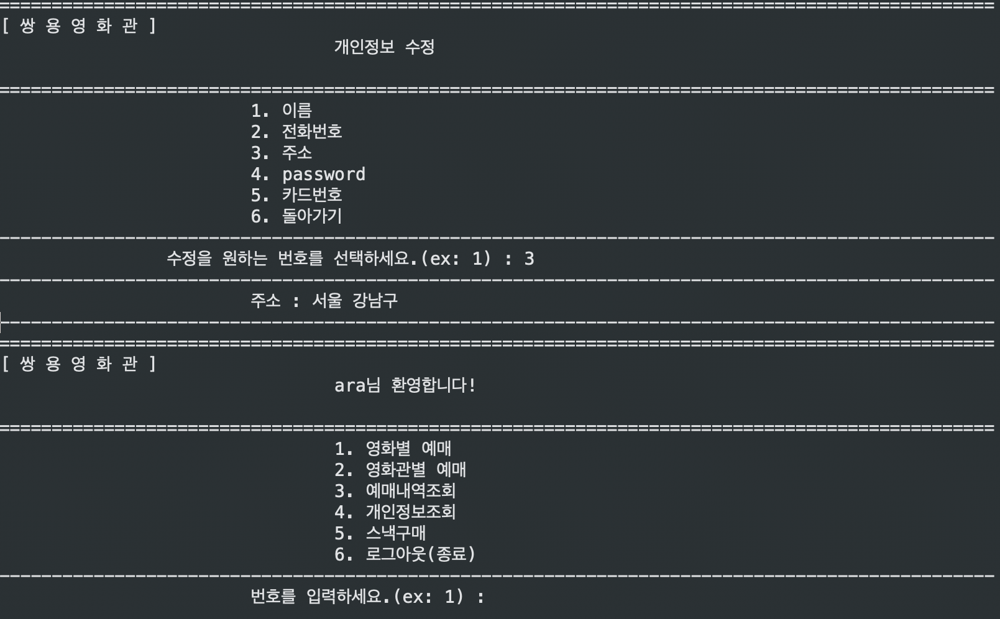 ===============================================================================================
[ 쌍 용 영 화 관 ]
개인정보 수정
===============================================================================================
1. 이름
2. 전화번호
3. 주소
4. password
5. 카드번호
6. 돌아가기
-----------------------------------------------------------------------------------------------
수정을 원하는 번호를 선택하세요.(ex: 1) : 3
-----------------------------------------------------------------------------------------------
주소 : 서울 강남구
-----------------------------------------------------------------------------------------------
===============================================================================================
[ 쌍 용 영 화 관 ]
ara님 환영합니다!
===============================================================================================
1. 영화별 예매
2. 영화관별 예매
3. 예매내역조회
4. 개인정보조회
5. 스낵구매
6. 로그아웃(종료)
-----------------------------------------------------------------------------------------------
번호를 입력하세요.(ex: 1) :